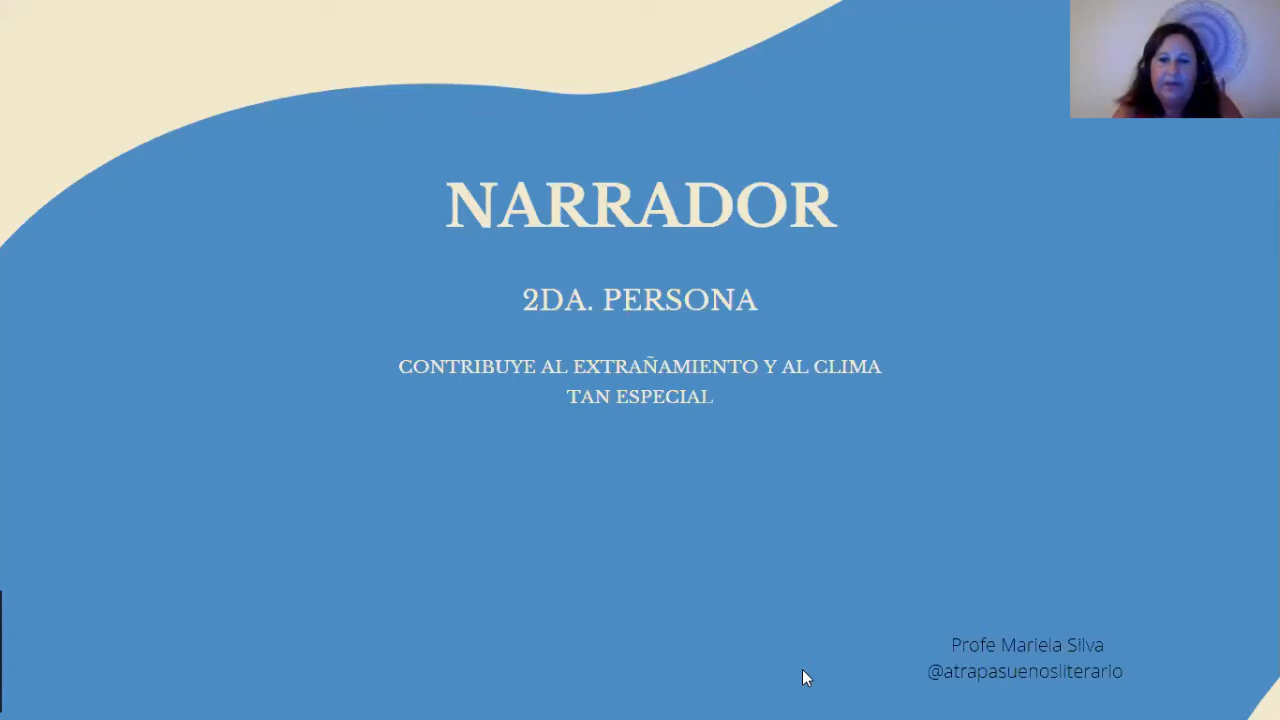 NARRADOR
2DA. PERSONA
CONTRIBUYE AL EXTRAÑAMIENTO Y AL CLIMA
TAN ESPECIAL
Profe Mariela Silva
@atrapasuenosliterario